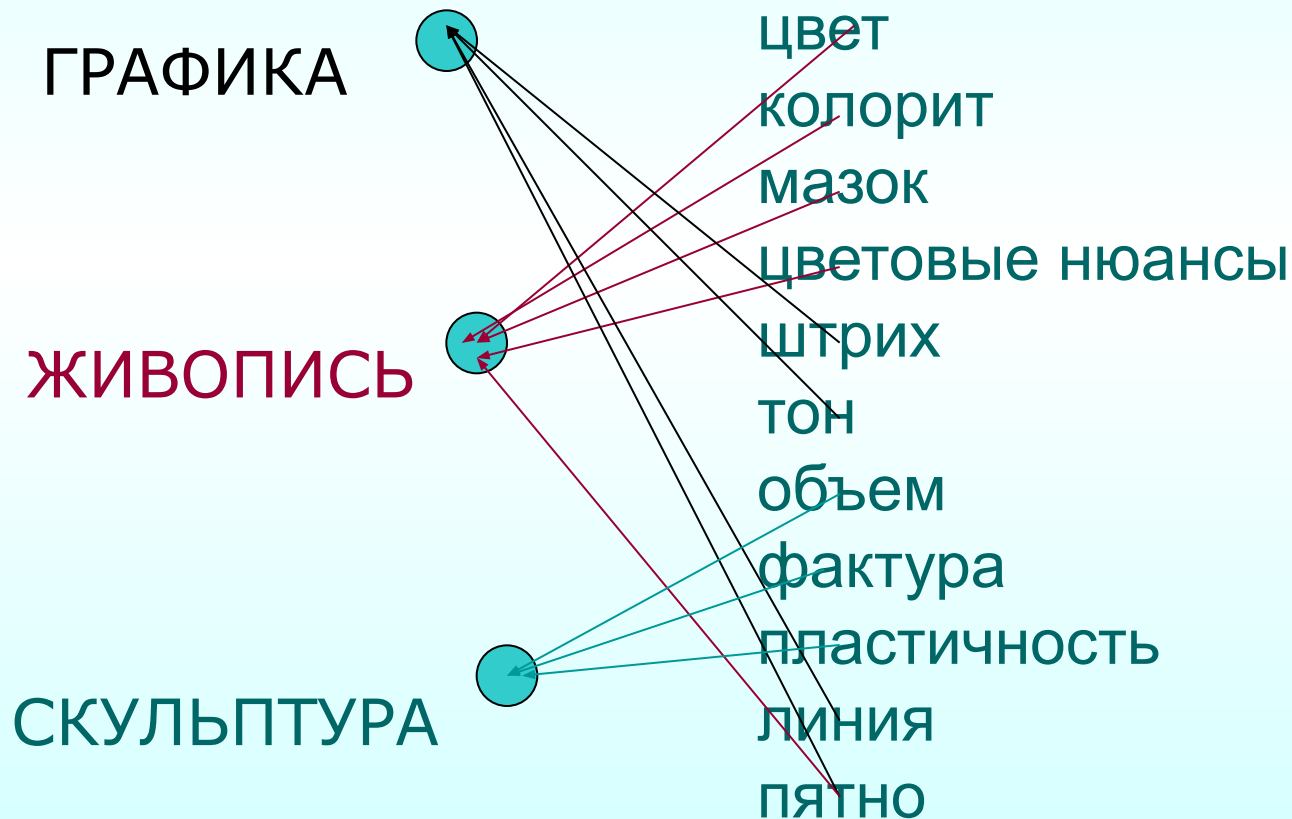 ГРАФИКА
ЖИВОПИСЬ
СКУЛЬПТУРА
цвет
колорит
мазок
цветовые нюансы
штрих
тон
объем
фактура
пластичность
линия
пятно